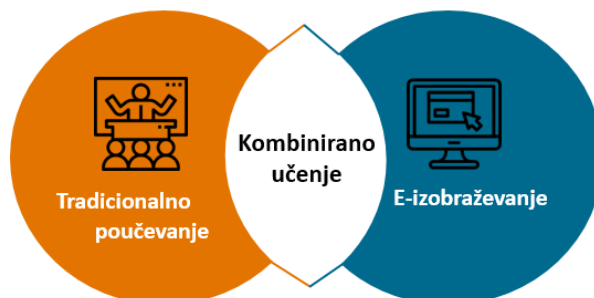 Tradicionalno
poučevanje
Kombinirano
učenje
E-izobraževanje